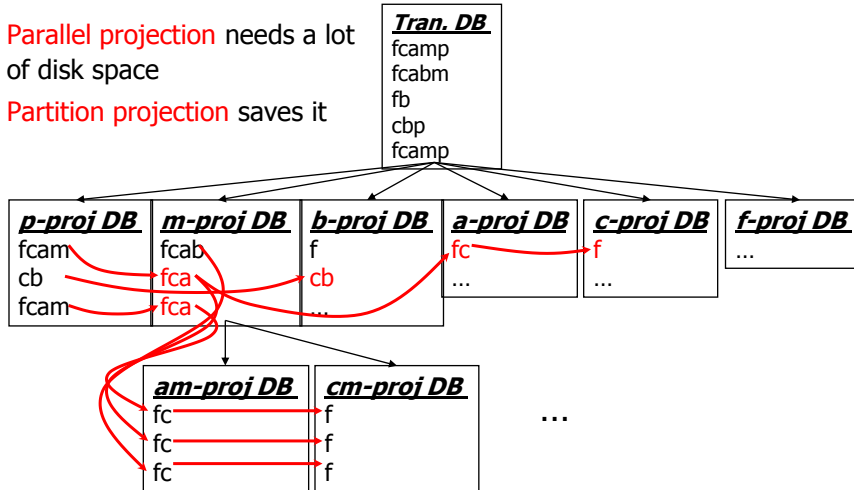 Parallel projection needs a lot
of disk space
Partition projection saves it
Tran. DB
fcamp
fcabm
fb
cbp
fcamp
p-proj DB
fcam
cb
fcam
m-proj DB
fcab
fca
fca
b-proj DB
f
cb
...
a-proj DB
fc
...
c-proj DB
f
...
f-proj DB
...
am-proj DB
fc
fc
fc
cm-proj DB
f
f
f
...